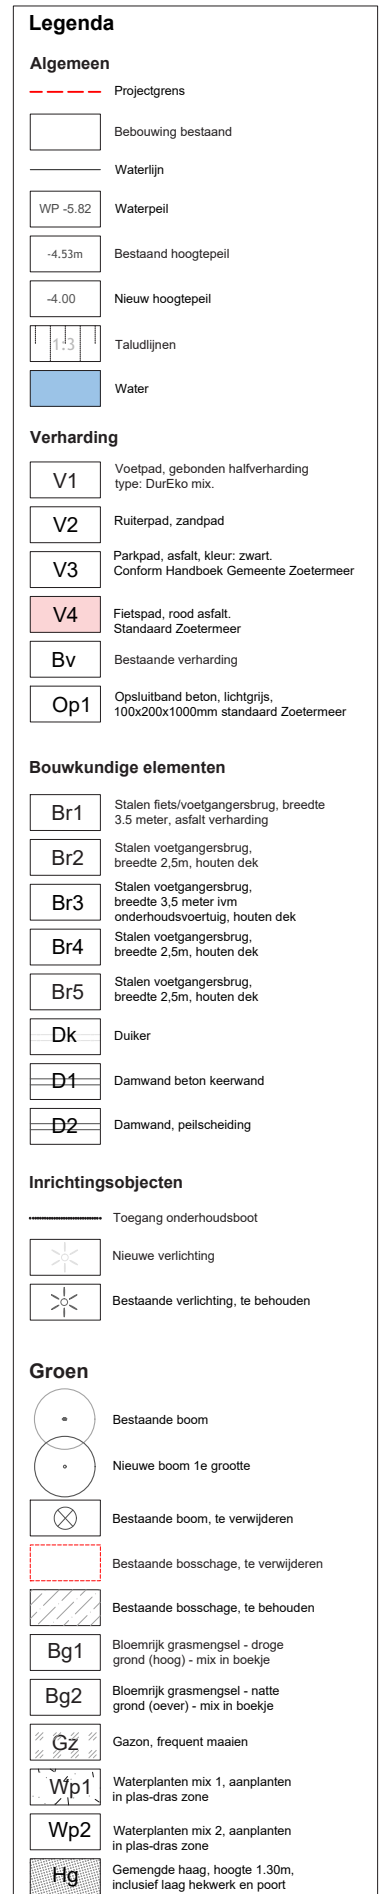 Legenda
Algemeen
Projectgrens
Bebouwing bestaand
Waterlijn
WP -5.82 Waterpeil
-4.53m Bestaand hoogtepeil
-4.00 Nieuw hoogtepeil
1:3 Taludlijnen
Water
Verharding
V1 Voetpad, gebonden halfverharding
type: DurEko mix.
V2 Ruiterpad, zandpad
V3 Parkpad, asfalt, kleur: zwart.
Conform Handboek Gemeente Zoetermeer
V4 Fietspad, rood asfalt.
Standaard Zoetermeer
Bv Bestaande verharding
Op1 Opsluitband beton, lichtgrijs,
100x200x1000mm standaard Zoetermeer
Bouwkundige elementen
Br1 Stalen fiets/voetgangersbrug, breedte
3.5 meter, asfalt verharding
Br2 Stalen voetgangersbrug,
breedte 2,5m, houten dek
Br3 Stalen voetgangersbrug,
breedte 3,5 meter ivm
onderhoudsvoertuig, houten dek
Br4 Stalen voetgangersbrug,
breedte 2,5m, houten dek
Br5 Stalen voetgangersbrug,
breedte 2,5m, houten dek
Dk Duiker
D1 Damwand beton keerwand
D2 Damwand, peilscheiding
Inrichtingsobjecten
Toegang onderhoudsboot
Nieuwe verlichting
Bestaande verlichting, te behouden
Groen
Bestaande boom
Nieuwe boom 1e grootte
Bestaande boom, te verwijderen
Bestaande bosschage, te verwijderen
Bestaande bosschage, te behouden
Bg1 Bloemrijk grasmengsel - droge
grond (hoog) - mix in boekje
Bg2 Bloemrijk grasmengsel - natte
grond (oever) - mix in boekje
Gz Gazon, frequent maaien
Wp1 Waterplanten mix 1, aanplanten
in plas-dras zone
Wp2 Waterplanten mix 2, aanplanten
in plas-dras zone
Hg Gemengde haag, hoogte 1.30m,
inclusief laag hekwerk en poort